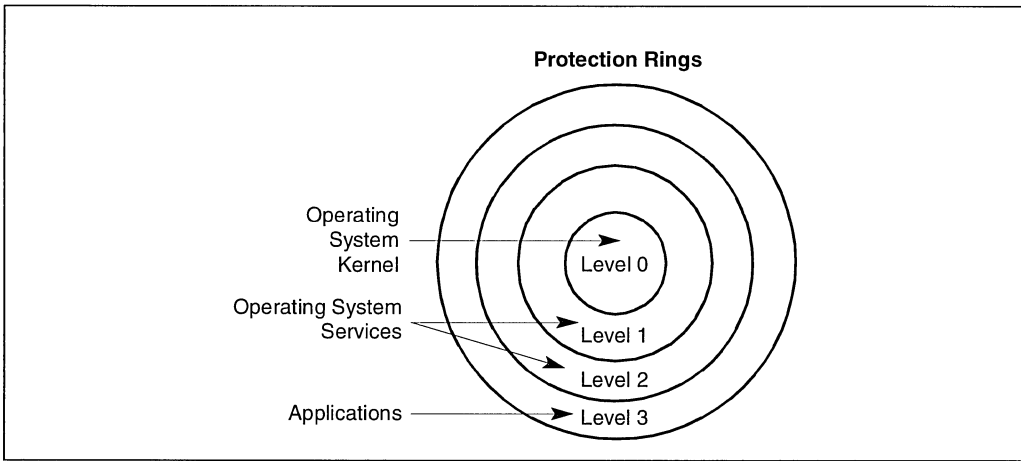 Protection Rings
Operating
System
Kernel
Level 0
Operating System
Services
Level 1
Level 2
Applications
Level 3